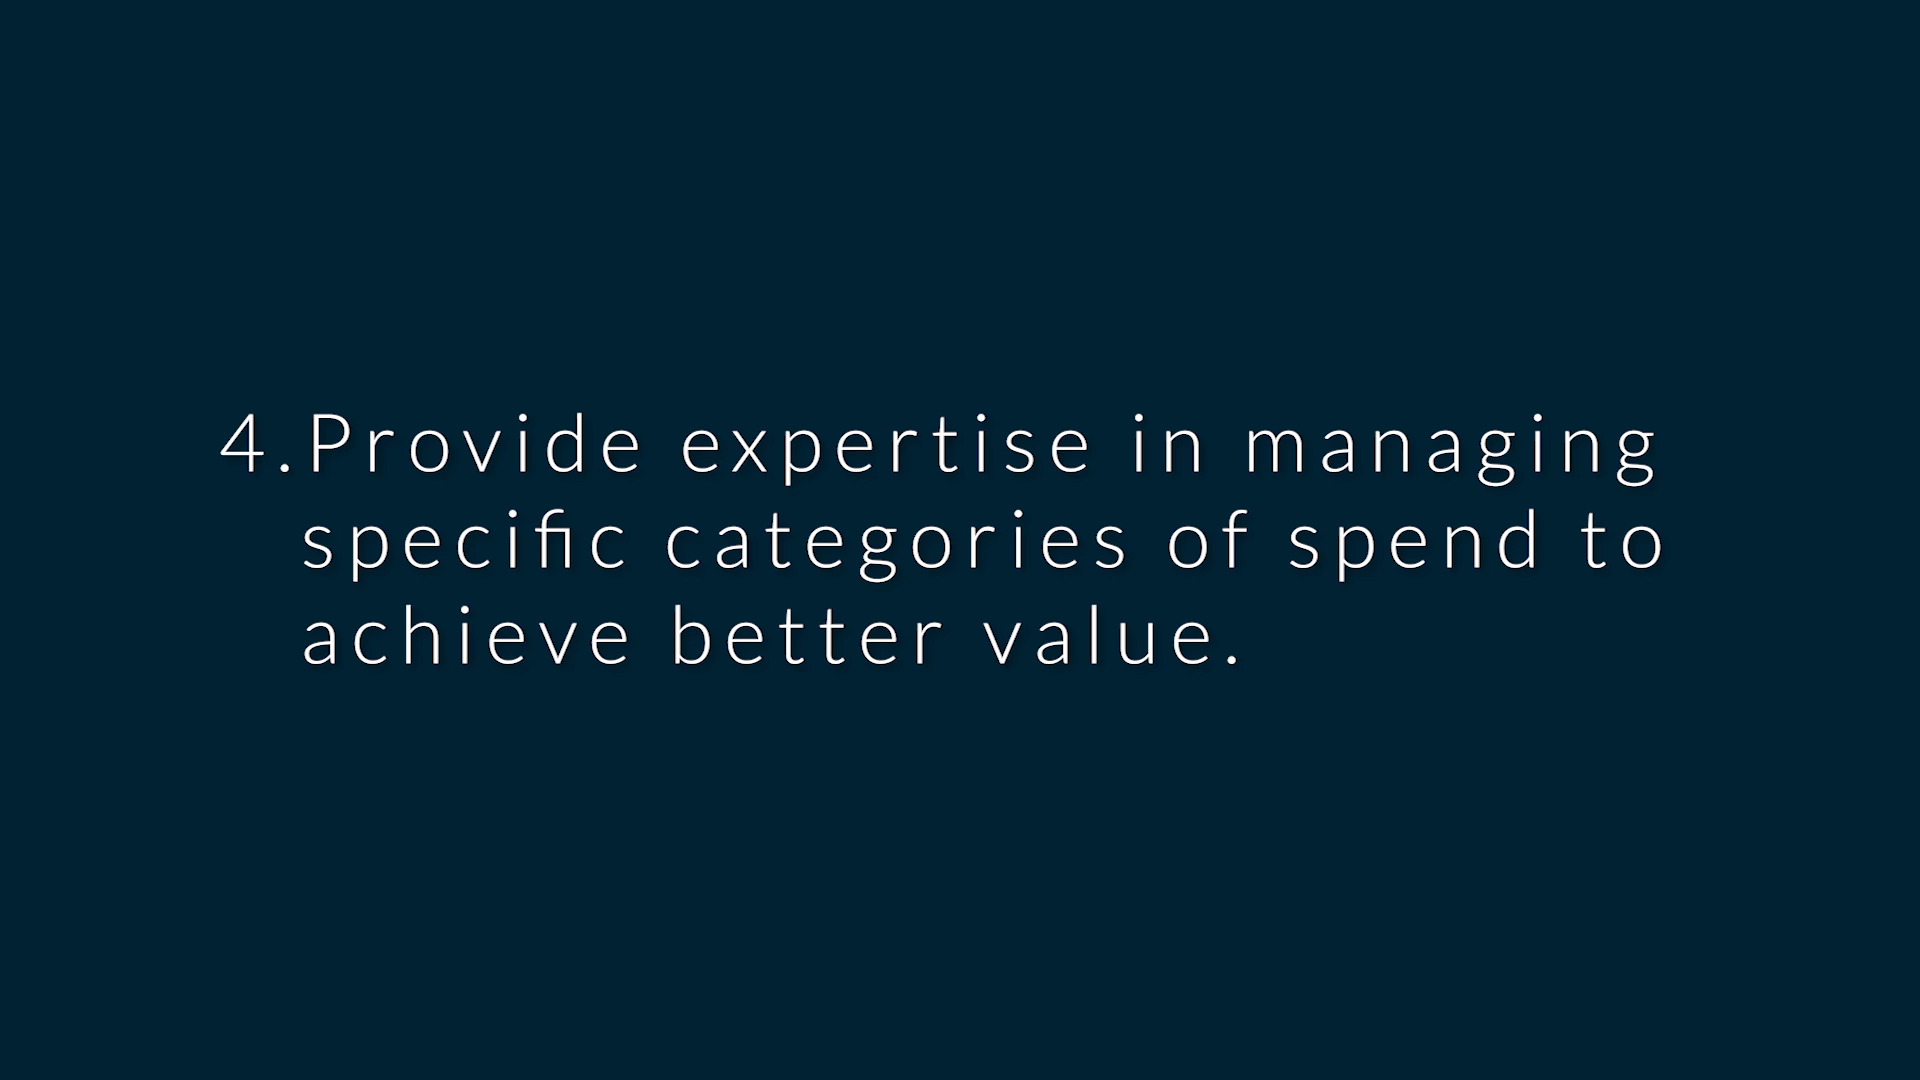 4. Provide expertise in managing
specific categories of spend to
achieve better value.